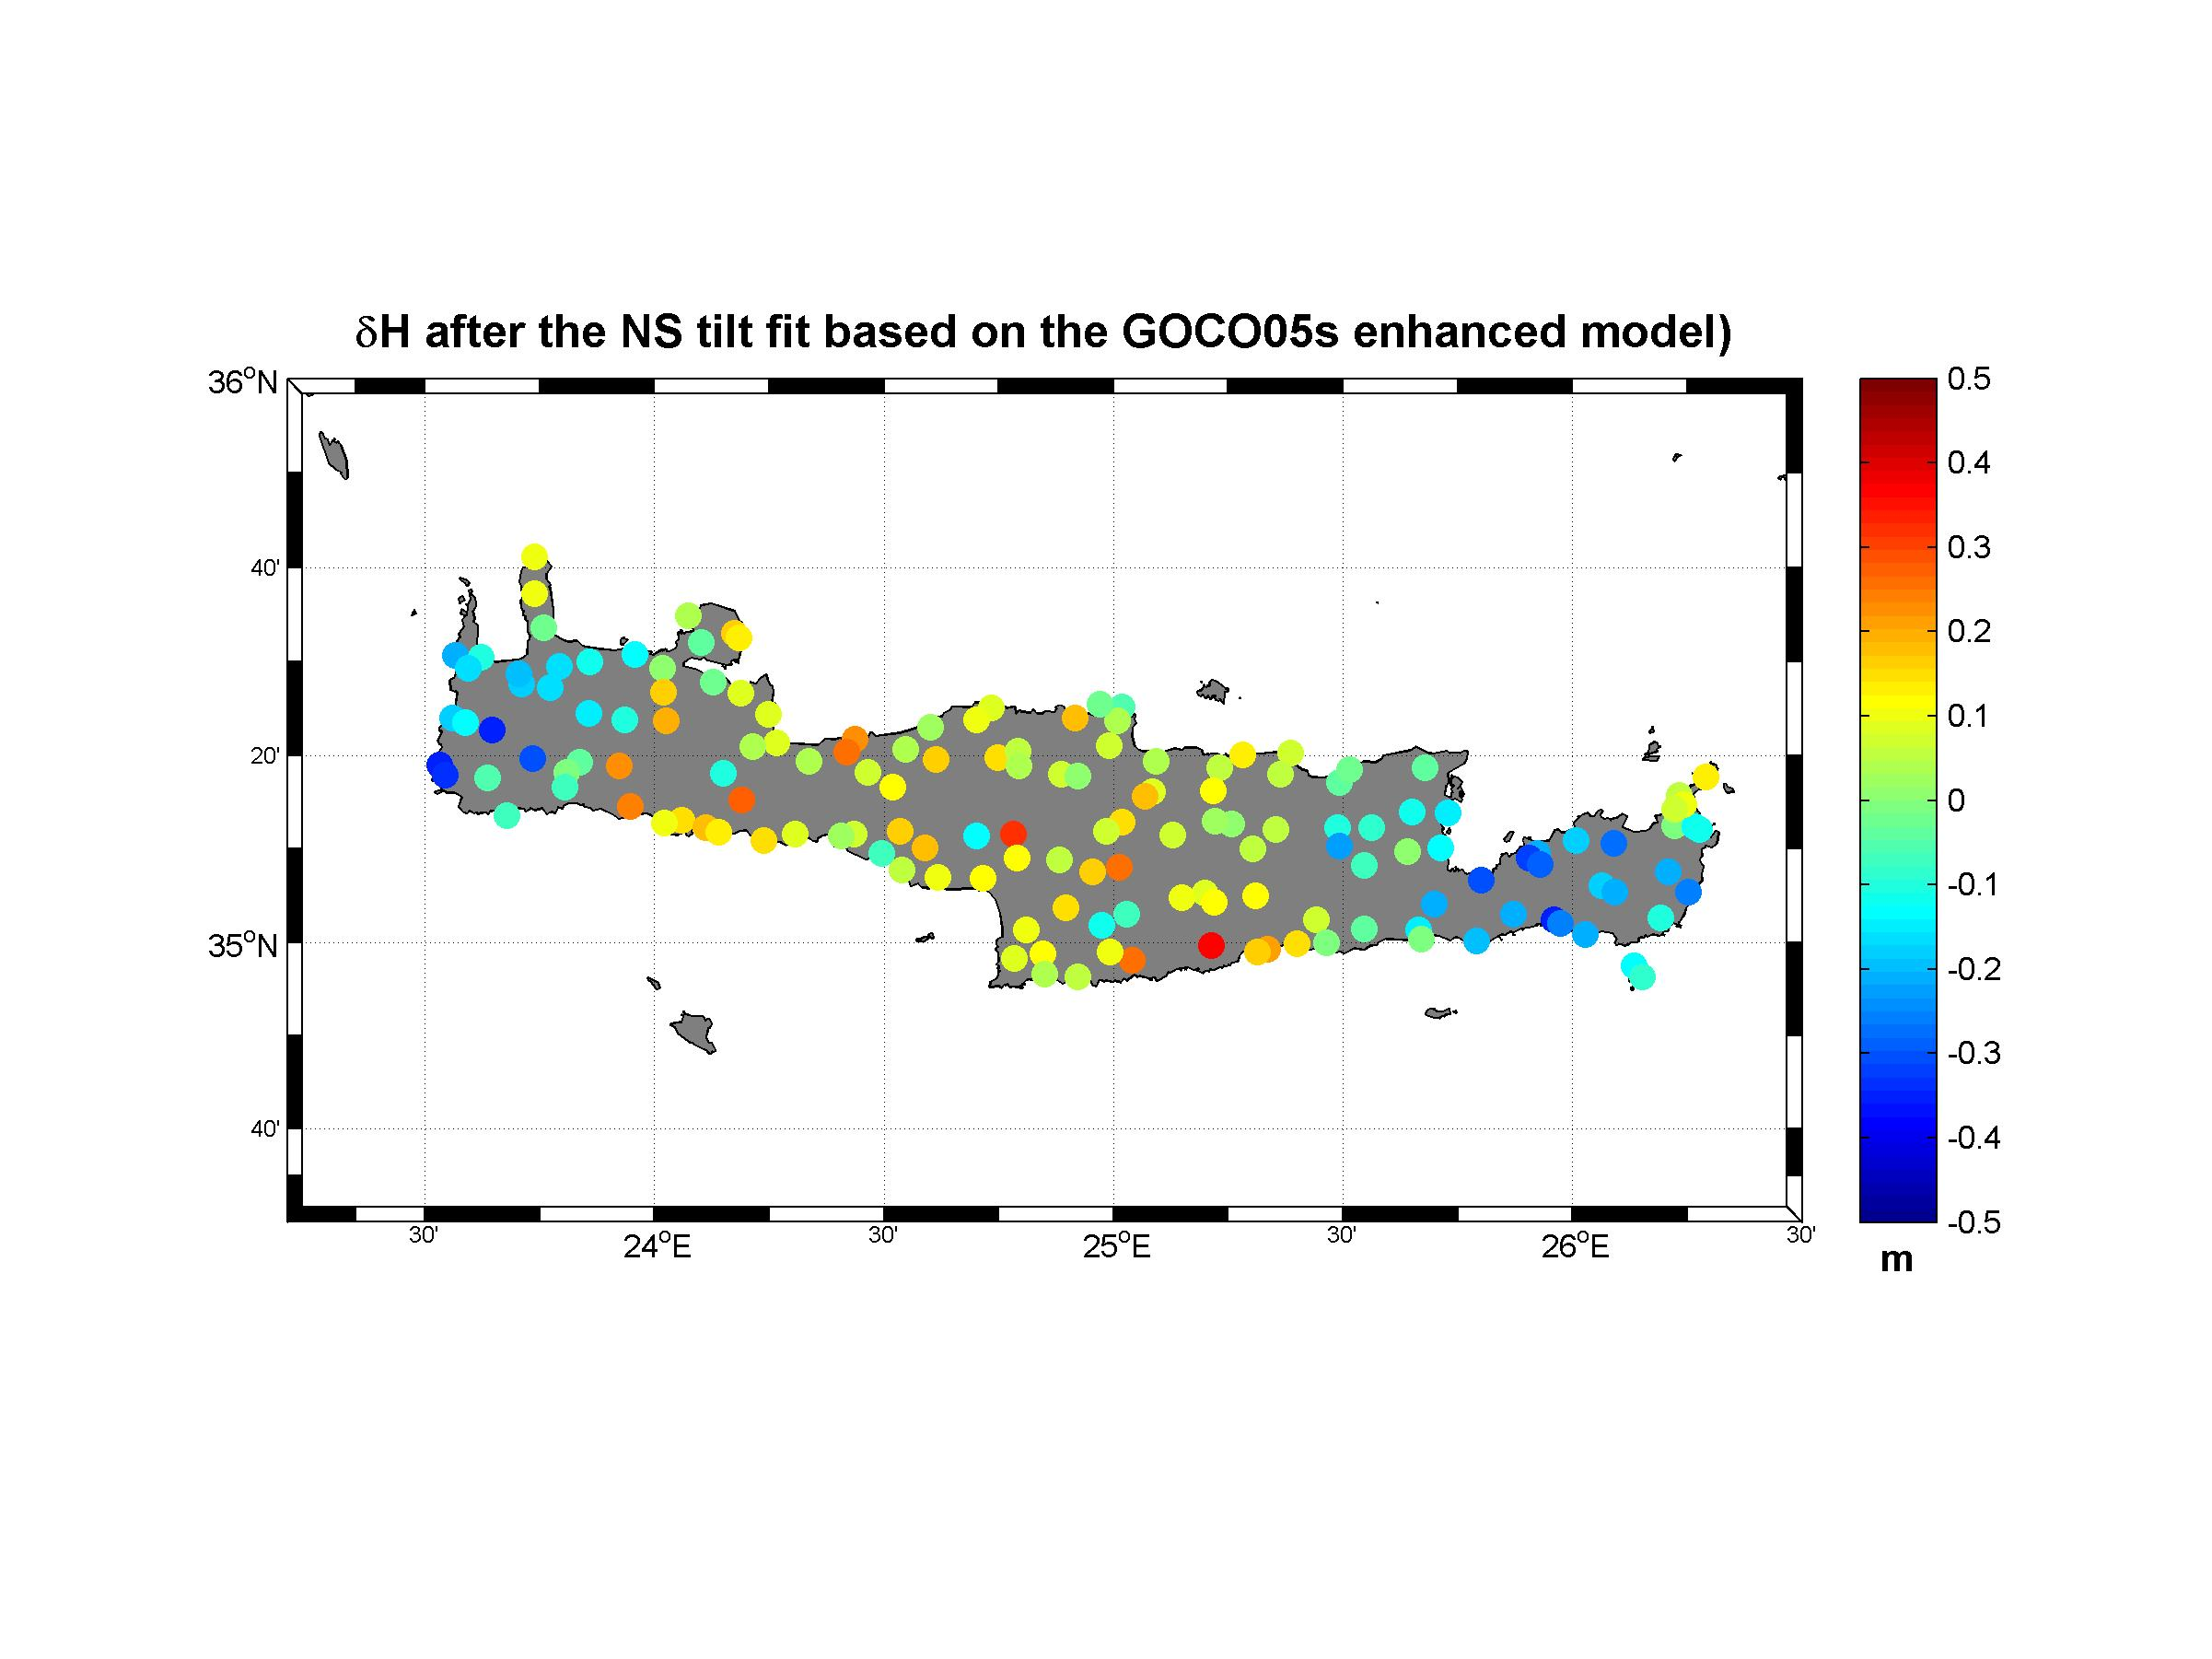 δH after the NS tilt fit based on the GOCO05s enhanced model)
36°N
40'
20'
35°N
40'
30'
24°E
30'
25°E
30'
26°E
30'
0.5
0.4
0.3
0.2
0.1
0
-0.1
-0.2
-0.3
-0.4
-0.5
m